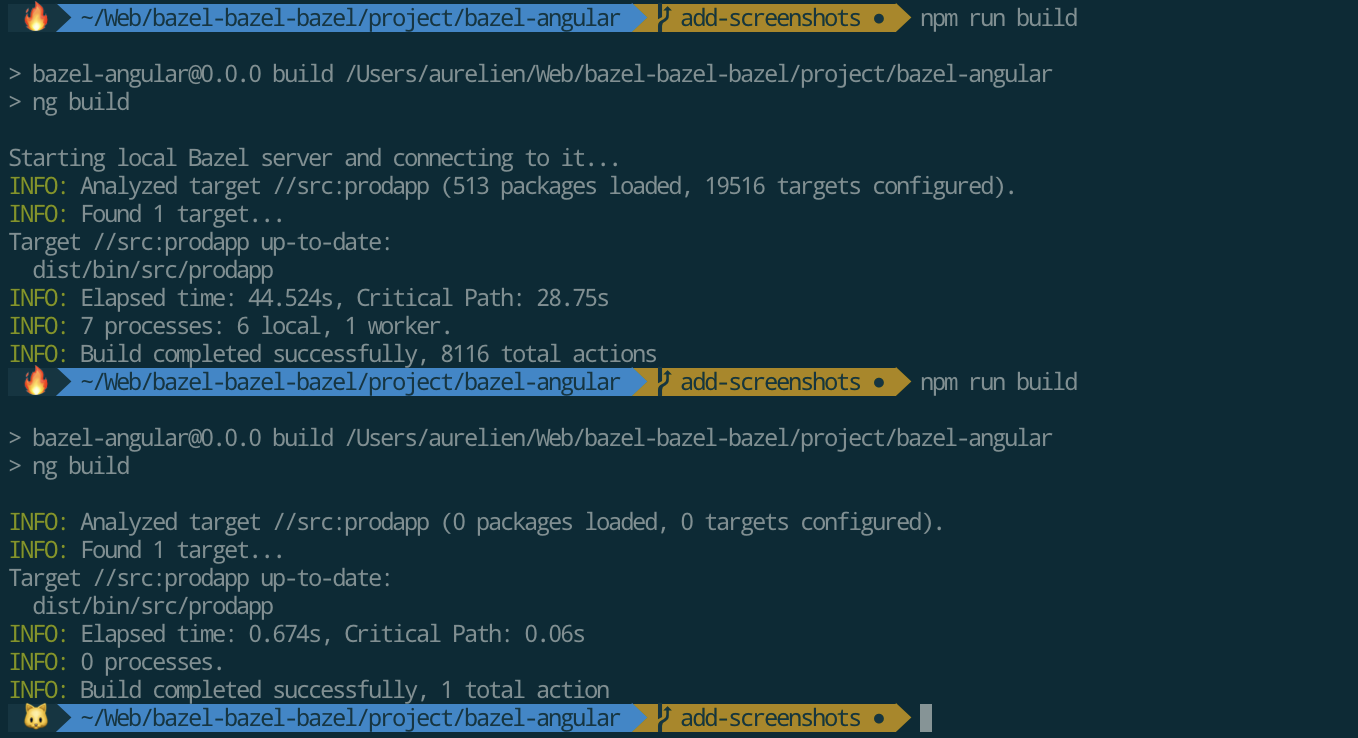 ~/Web/bazel-bazel-bazel/project/bazel-angular add-screenshots ● npm run build
> bazel-angular@0.0.0 build /Users/aurelien/Web/bazel-bazel-bazel/project/bazel-angular
> ng build
Starting local Bazel server and connecting to it...
INFO: Analyzed target //src:prodapp (513 packages loaded, 19516 targets configured).
INFO: Found 1 target...
Target //src:prodapp up-to-date:
  dist/bin/src/prodapp
INFO: Elapsed time: 44.524s, Critical Path: 28.75s
INFO: 7 processes: 6 local, 1 worker.
INFO: Build completed successfully, 8116 total actions
~/Web/bazel-bazel-bazel/project/bazel-angular add-screenshots ● npm run build
> bazel-angular@0.0.0 build /Users/aurelien/Web/bazel-bazel-bazel/project/bazel-angular
> ng build
INFO: Analyzed target //src:prodapp (0 packages loaded, 0 targets configured).
INFO: Found 1 target...
Target //src:prodapp up-to-date:
  dist/bin/src/prodapp
INFO: Elapsed time: 0.674s, Critical Path: 0.06s
INFO: 0 processes.
INFO: Build completed successfully, 1 total action
~/Web/bazel-bazel-bazel/project/bazel-angular add-screenshots ●